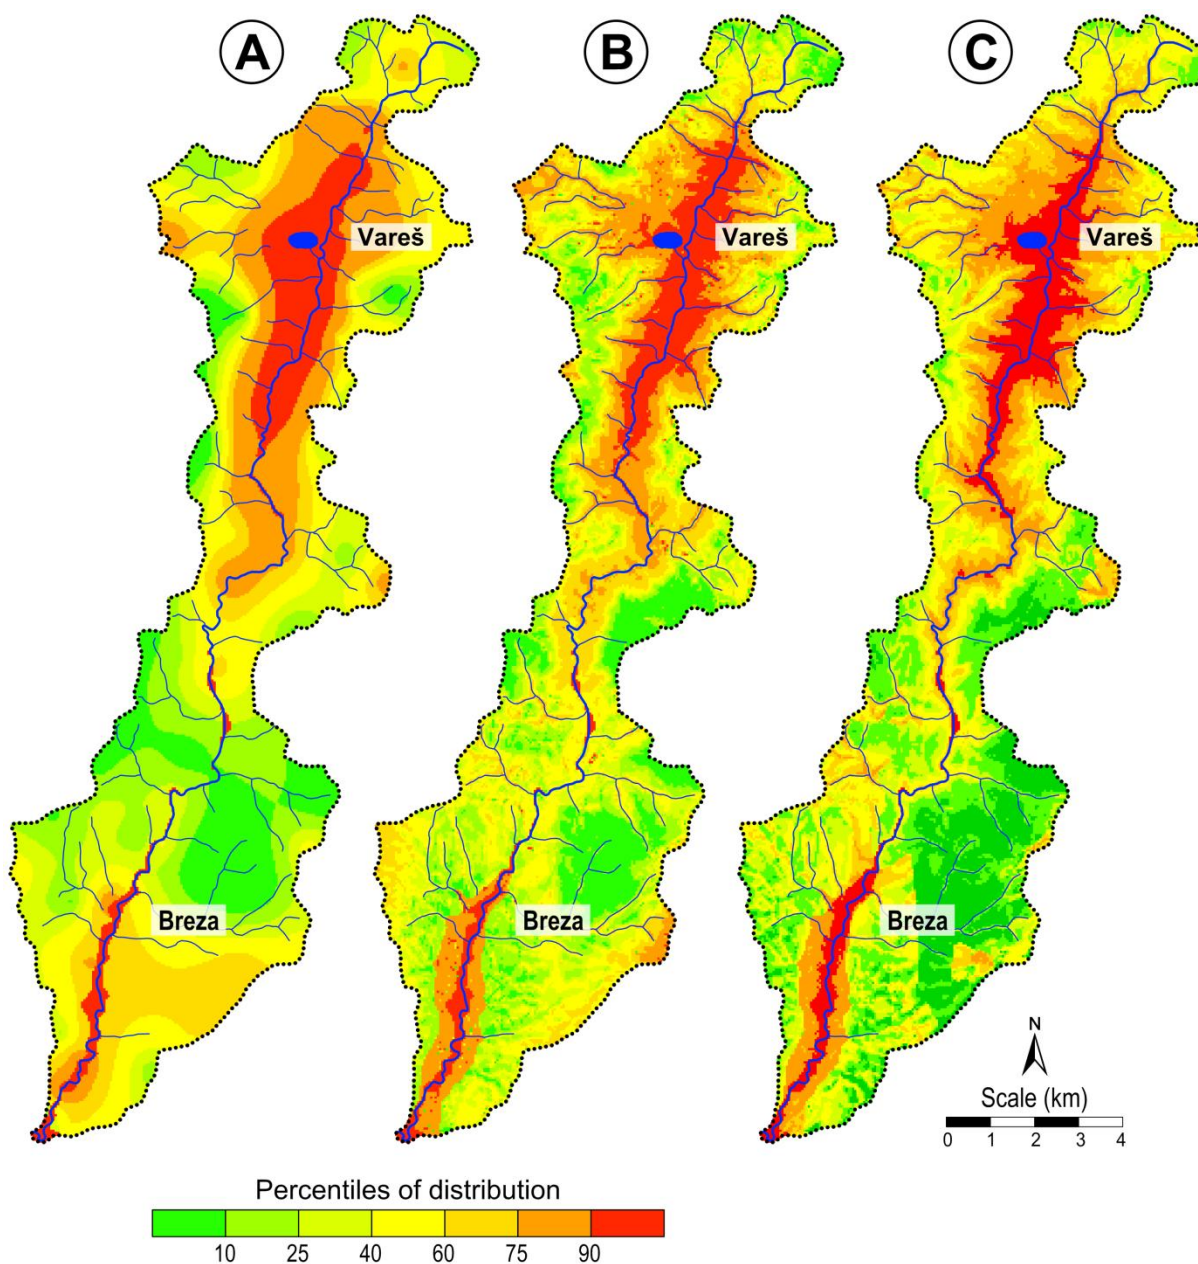 A B C
Vareš Vareš Vareš
Breza Breza Breza
N
Scale (km)
0 1 2 3 4
Percentiles of distribution
10 25 40 60 75 90